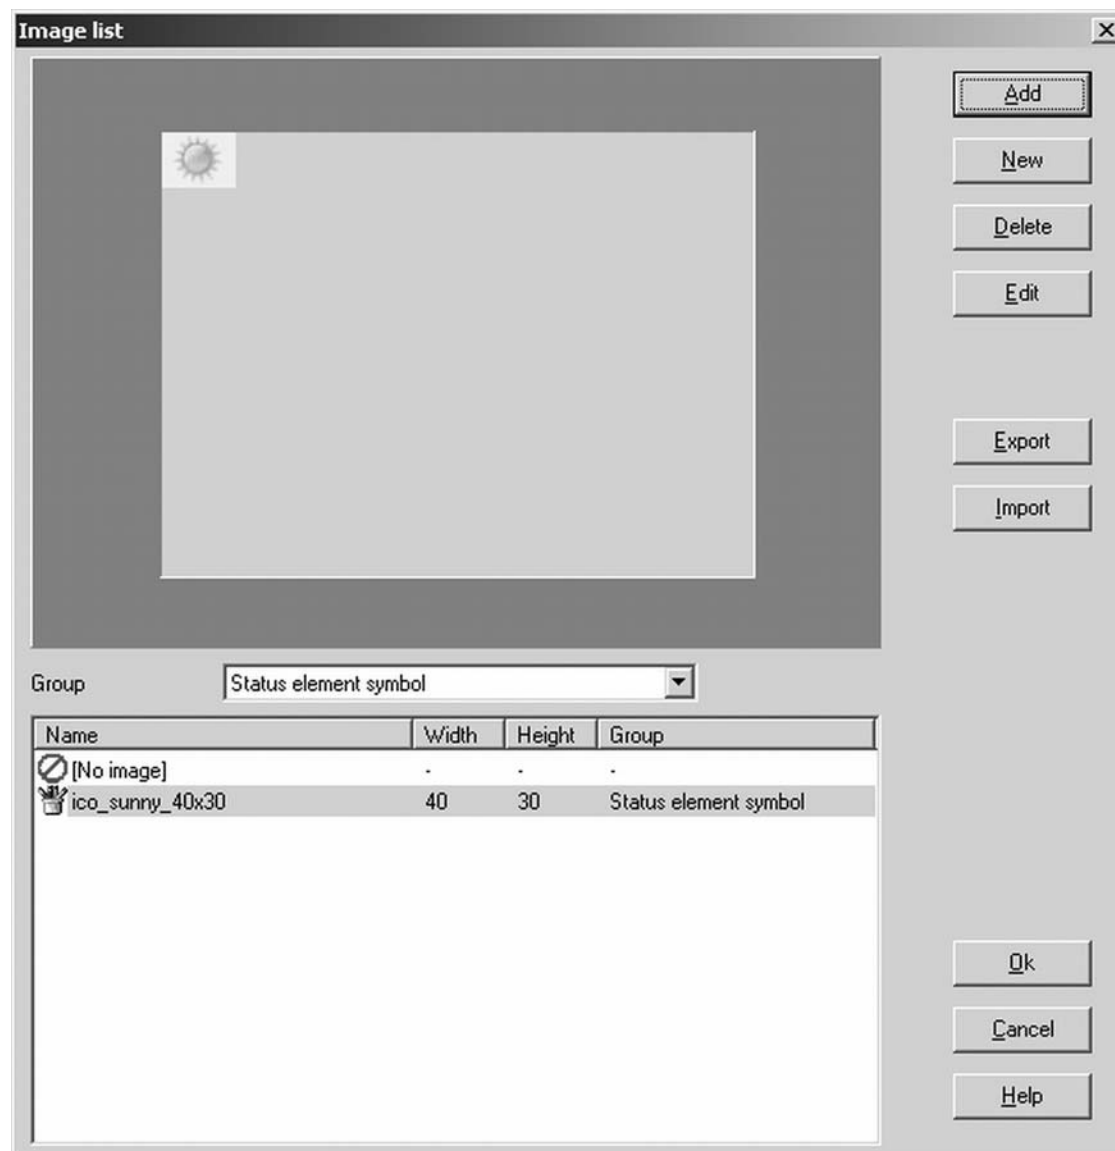 Image list
Add
New
Delete
Edit
Export
Import
Group Status element symbol
Name Width Height Group
[No image] - - -
ico_sunny_40x30 40 30 Status element symbol
Ok
Cancel
Help